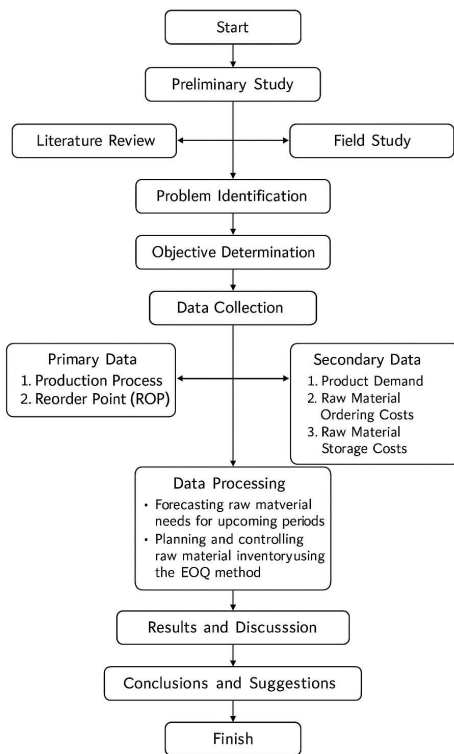 Start
Preliminary Study
Literature Review
Field Study
Problem Identification
Objective Determination
Data Collection
Primary Data
1. Production Process
2. Reorder Point (ROP)
Secondary Data
1. Product Demand
2. Raw Material
Ordering Costs
3. Raw Material
Storage Costs
Data Processing
• Forecasting raw matverial
needs for upcoming periods
• Planning and controlling
raw material inventoryusing
the EOQ method
Results and Discusssion
Conclusions and Suggestions
Finish